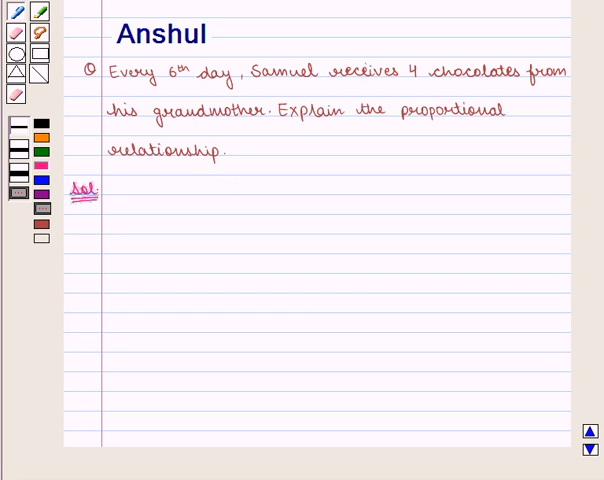 Anshul
Q Every 6th day, Samuel receives 4 chocolates from
his grandmother. Explain the proportional
relationship.
Sol.